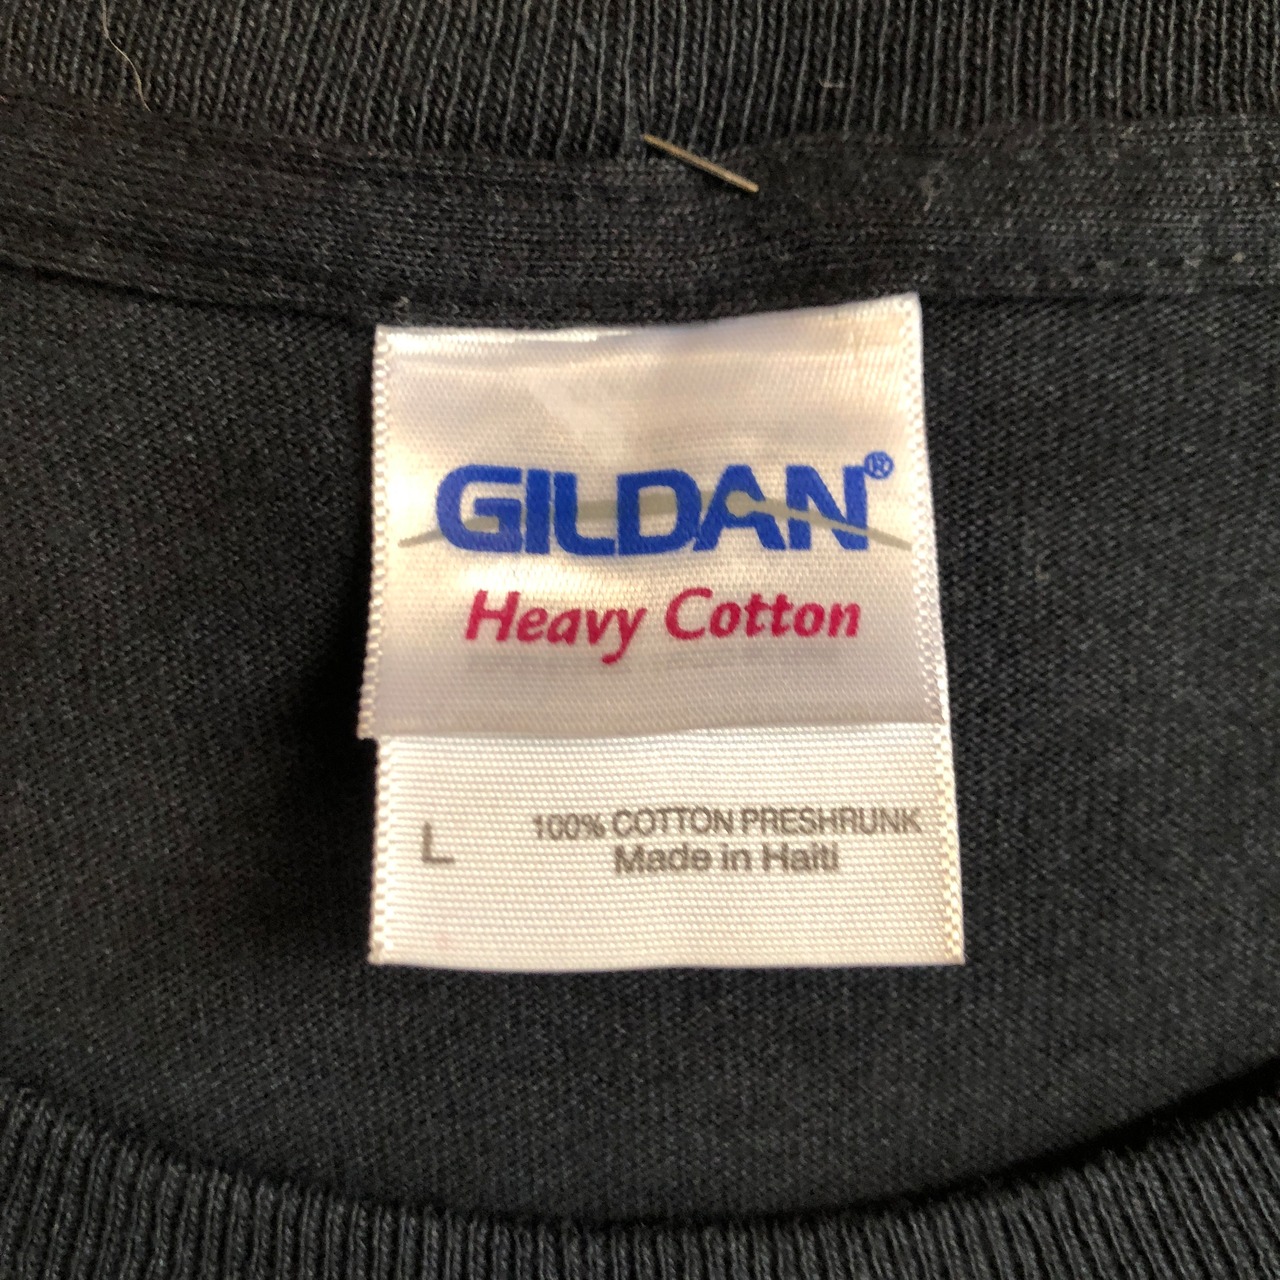 GILDAN®
Heavy Cotton
L 100% COTTON PRESHRUNK
Made in Haiti